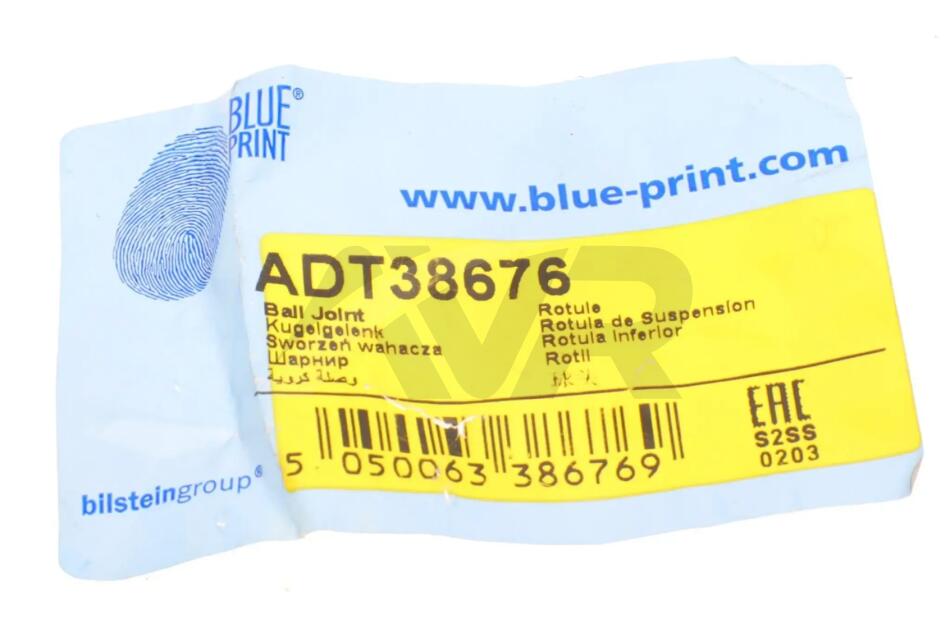 BLUE®
PRINT
www.blue-print.com
ADT38676
Ball Joint
Kugelgelenk
Sworzeń wahacza
Шарнир
وصلة كروية
Rotule
Rotula de Suspension
Rotula Inferior
Rotil
EAC
S2SS
0203
5 050063 386769
bilsteingroup®
iVR